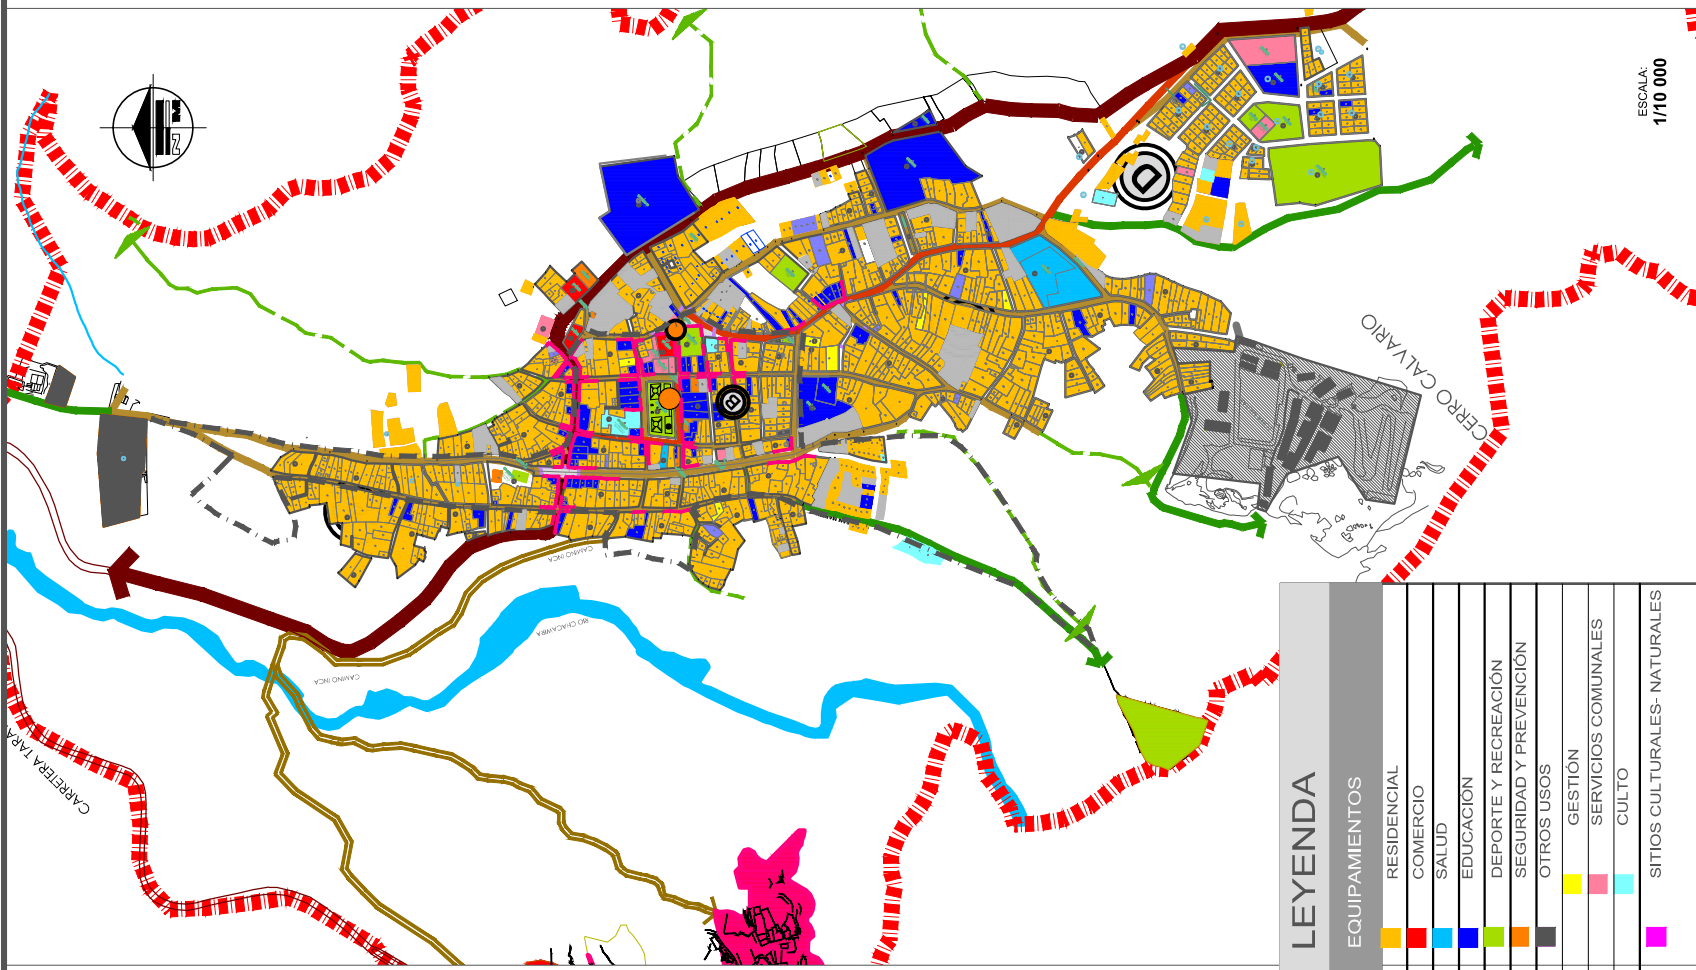 ESCALA:
1/10 000
CERRO CALVARIO
CAMINO INCA
RIO CHACAMRA
CAMINO INCA
CARRETERA TARA
B
D
LEYENDA
EQUIPAMIENTOS
RESIDENCIAL
COMERCIO
SALUD
EDUCACIÓN
DEPORTE Y RECREACIÓN
SEGURIDAD Y PREVENCIÓN
OTROS USOS
GESTIÓN
SERVICIOS COMUNALES
CULTO
SITIOS CULTURALES- NATURALES